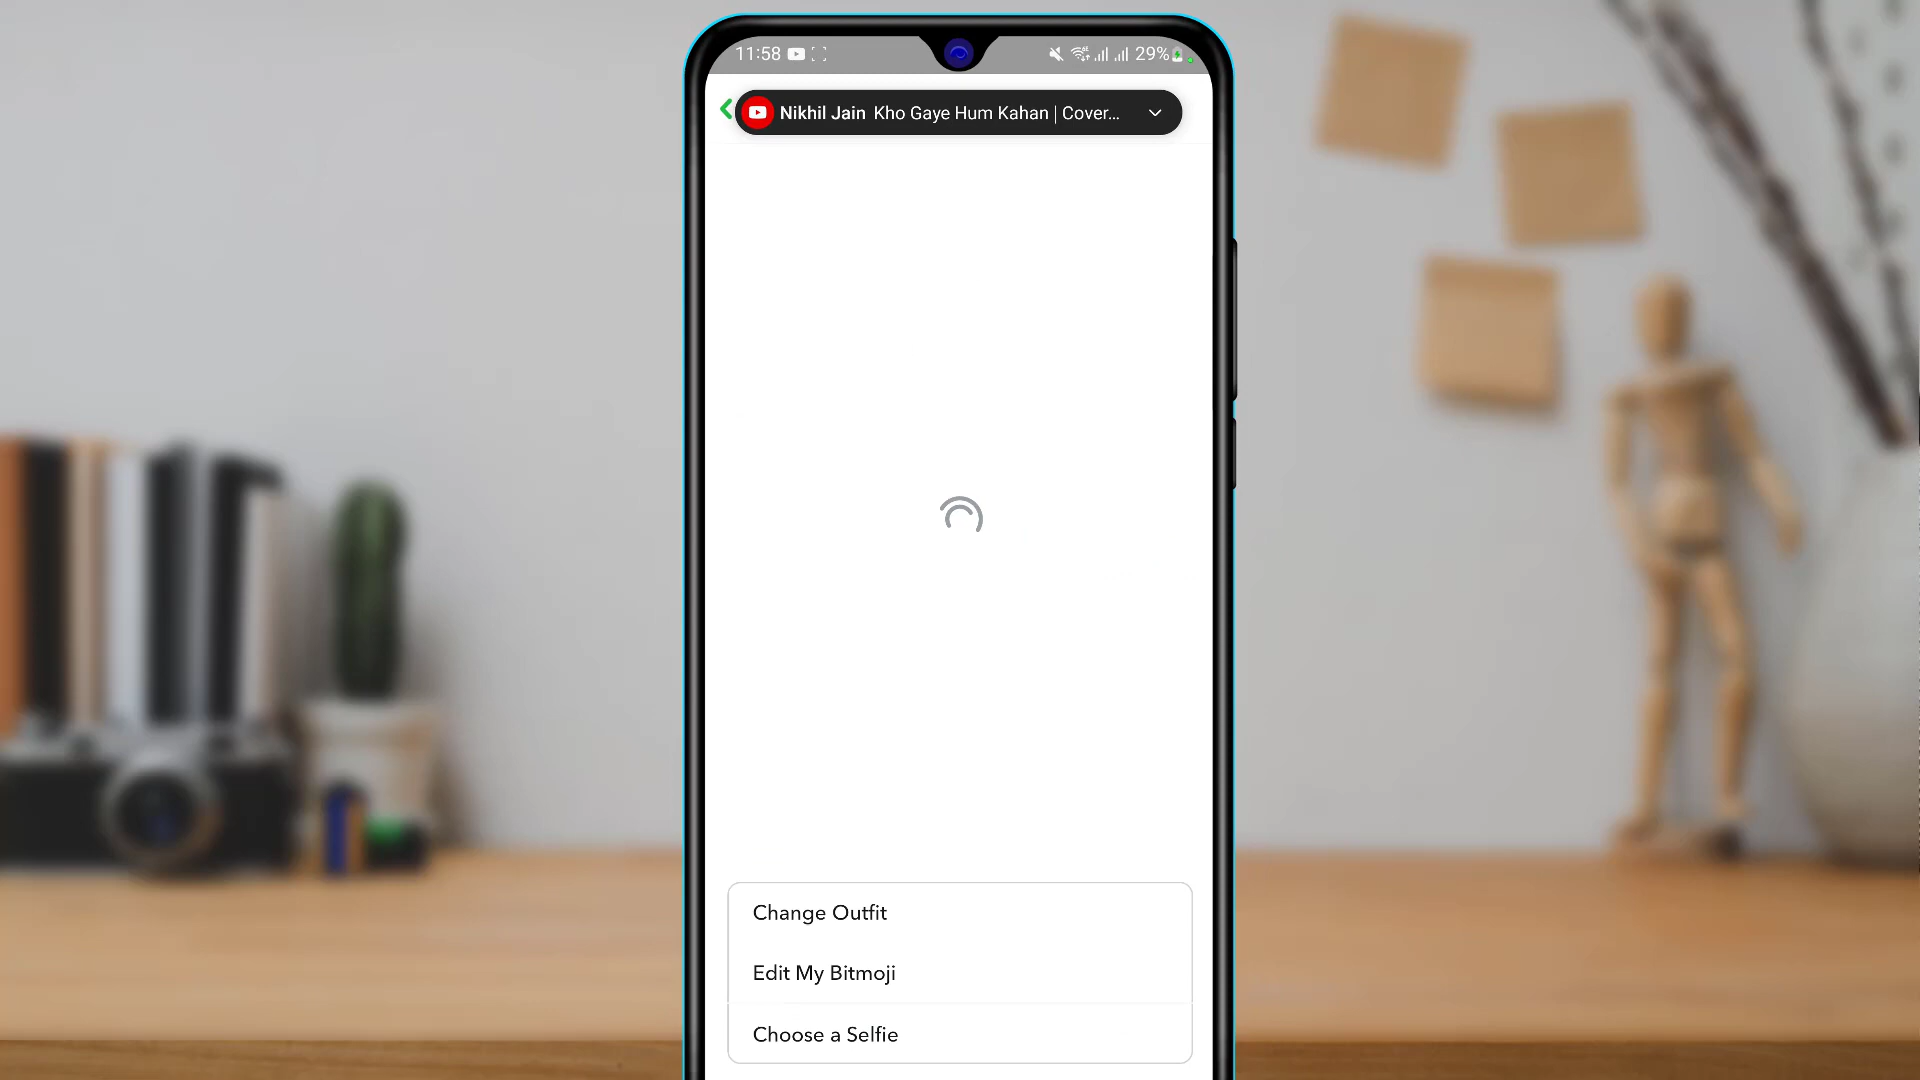 11:58 29%
Nikhil Jain Kho Gaye Hum Kahan | Cover...
Change Outfit
Edit My Bitmoji
Choose a Selfie